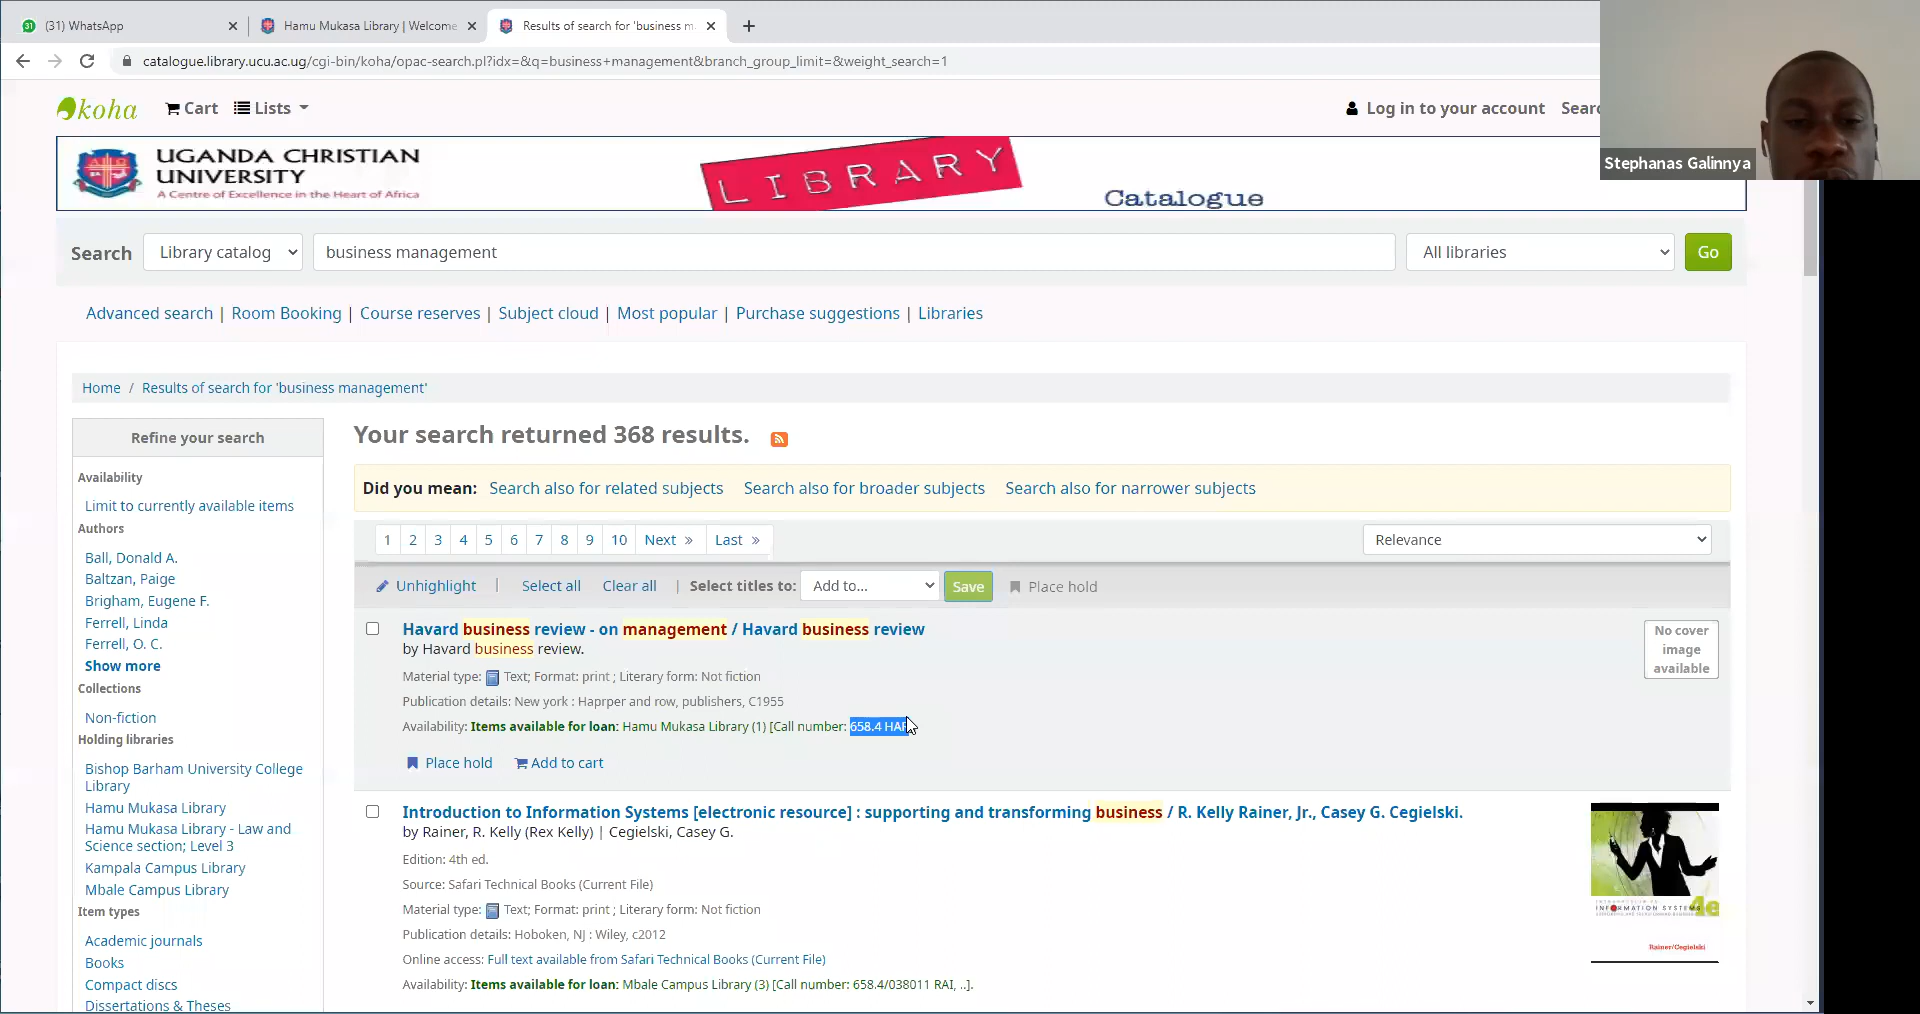 (31) WhatsApp
Hamu Mukasa Library | Welcome
Results of search for 'business m
catalogue.library.ucu.ac.ug/cgi-bin/koha/opac-search.pl?idx=&q=business+management&branch_group_limit=&weight_search=1
koha
Cart
Lists
Log in to your account
Searc
Stephanas Galinnya
UGANDA CHRISTIAN
UNIVERSITY
A Centre of Excellence in the Heart of Africa
LIBRARY
Catalogue
Search
Library catalog
business management
All libraries
Go
Advanced search | Room Booking | Course reserves | Subject cloud | Most popular | Purchase suggestions | Libraries
Home / Results of search for 'business management'
Refine your search
Availability
Limit to currently available items
Authors
Ball, Donald A.
Baltzan, Paige
Brigham, Eugene F.
Ferrell, Linda
Ferrell, O. C.
Show more
Collections
Non-fiction
Holding libraries
Bishop Barham University College
Library
Hamu Mukasa Library
Hamu Mukasa Library - Law and
Science section; Level 3
Kampala Campus Library
Mbale Campus Library
Item types
Academic journals
Books
Compact discs
Dissertations & Theses
Your search returned 368 results.
Did you mean: Search also for related subjects Search also for broader subjects Search also for narrower subjects
1 2 3 4 5 6 7 8 9 10 Next » Last »
Relevance
Unhighlight | Select all Clear all | Select titles to: Add to... Save Place hold
Havard business review - on management / Havard business review
by Havard business review.
Material type: Text; Format: print ; Literary form: Not fiction
Publication details: New york : Haprper and row, publishers, C1955
Availability: Items available for loan: Hamu Mukasa Library (1) [Call number: 658.4 HAR
Place hold Add to cart
No cover
image
available
Introduction to Information Systems [electronic resource] : supporting and transforming business / R. Kelly Rainer, Jr., Casey G. Cegielski.
by Rainer, R. Kelly (Rex Kelly) | Cegielski, Casey G.
Edition: 4th ed.
Source: Safari Technical Books (Current File)
Material type: Text; Format: print ; Literary form: Not fiction
Publication details: Hoboken, NJ : Wiley, c2012
Online access: Full text available from Safari Technical Books (Current File)
Availability: Items available for loan: Mbale Campus Library (3) [Call number: 658.4/038011 RAI, ..].
INFORMATION SYSTEMS 4e
Rainer/Cegielski